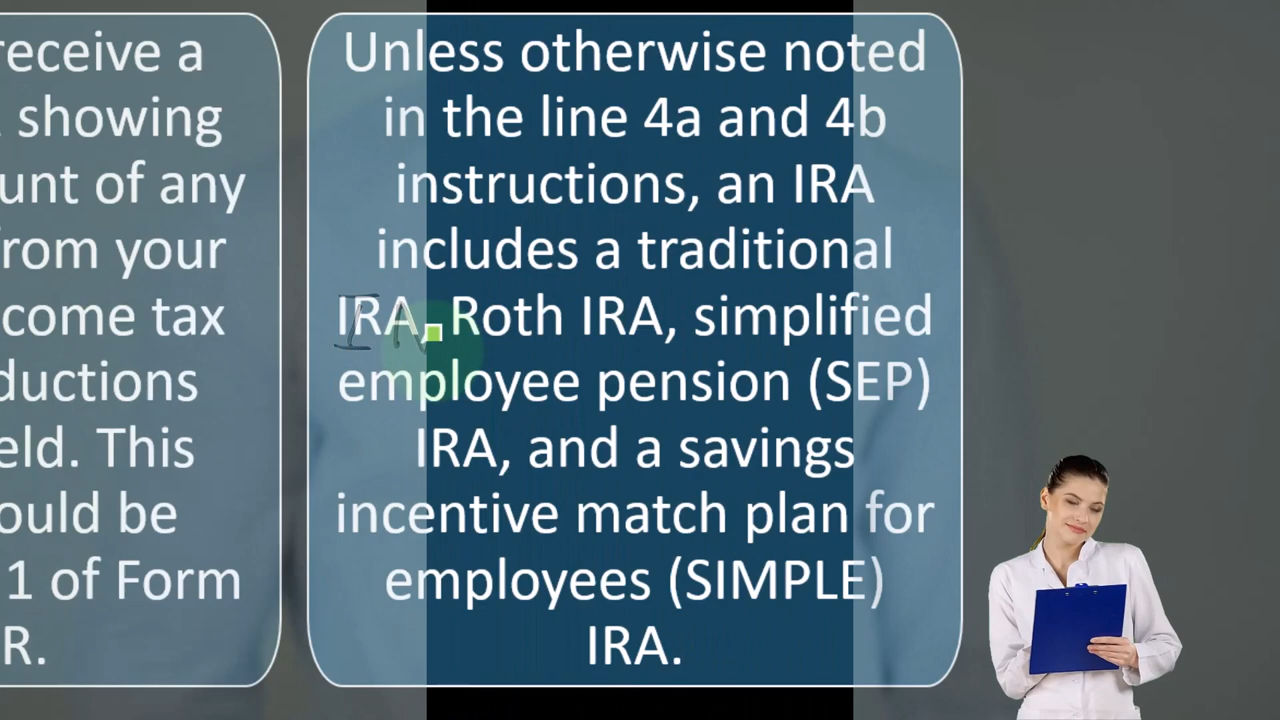 receive a
showing
unt of any
from your
come tax
ductions
eld. This
ould be
1 of Form
R.
Unless otherwise noted
in the line 4a and 4b
instructions, an IRA
includes a traditional
IRA, Roth IRA, simplified
employee pension (SEP)
IRA, and a savings
incentive match plan for
employees (SIMPLE)
IRA.